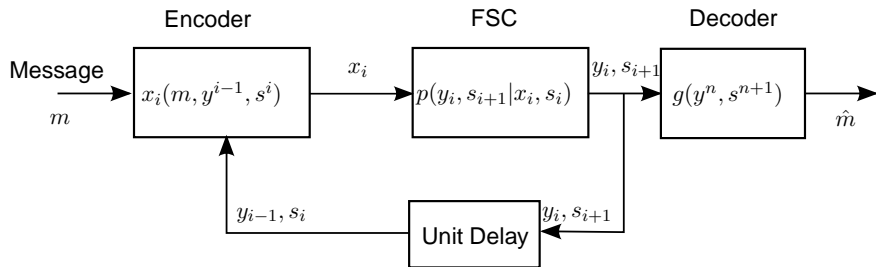 Encoder
FSC
Decoder
Message
m
x_i(m, y^{i−1}, s^i)
x_i
p(y_i, s_{i+1}|x_i, s_i)
y_i, s_{i+1}
g(y^n, s^{n+1})
m̂
y_{i−1}, s_i
Unit Delay
y_i, s_{i+1}